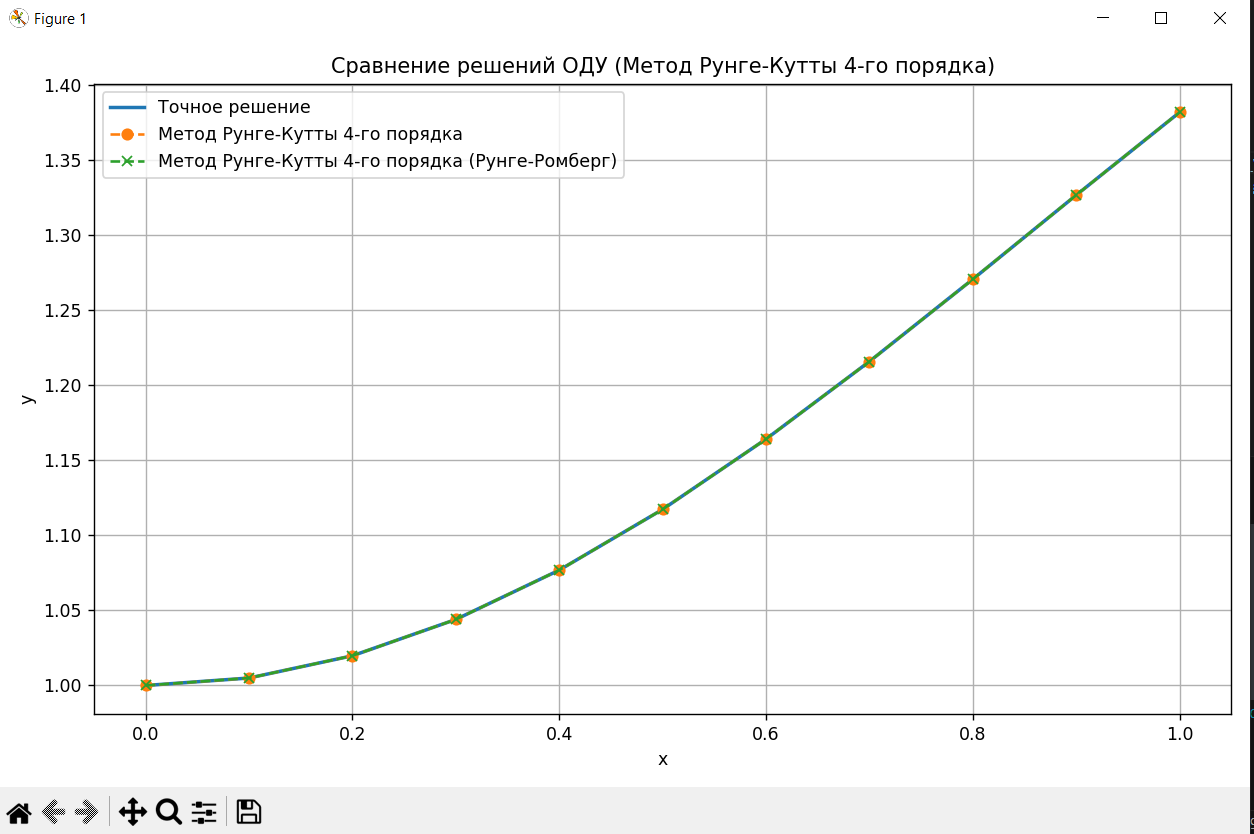 Figure 1
Сравнение решений ОДУ (Метод Рунге-Кутты 4-го порядка)
Точное решение
Метод Рунге-Кутты 4-го порядка
Метод Рунге-Кутты 4-го порядка (Рунге-Ромберг)
1.40
1.35
1.30
1.25
1.20
1.15
1.10
1.05
1.00
y
0.0 0.2 0.4 0.6 0.8 1.0
x